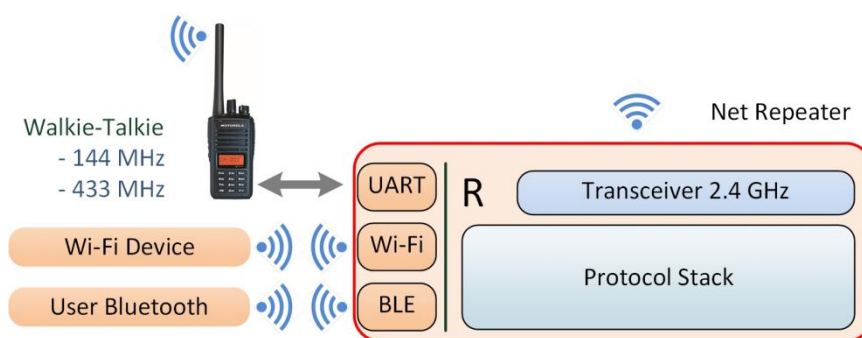 Net Repeater
Walkie-Talkie
- 144 MHz
- 433 MHz
MOTOROLA
UART
R
Transceiver 2.4 GHz
Wi-Fi Device
Wi-Fi
Protocol Stack
User Bluetooth
BLE